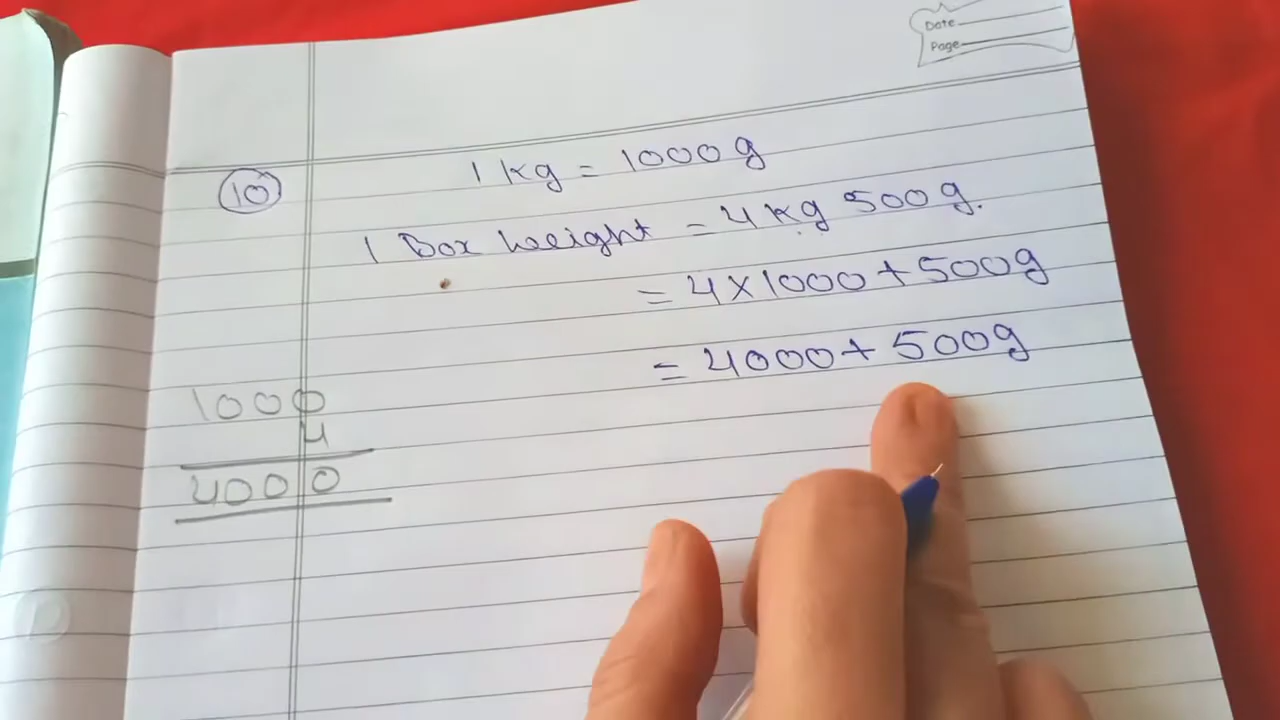 Date
Page
10
1 kg = 1000 g
1 Box weight = 4 kg 500 g.
= 4 × 1000 + 500 g
= 4000 + 500 g
1000
4
4000